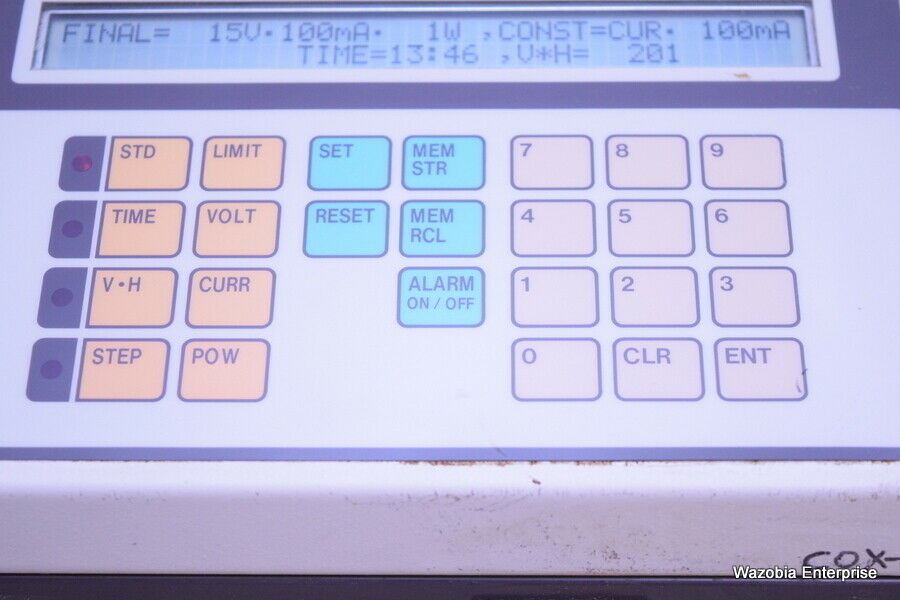 FINAL= 15V. 100mA. 1W ,CONST=CUR. 100mA
TIME=13:46 ,V*H= 201
STD LIMIT SET MEM STR 7 8 9
TIME VOLT RESET MEM RCL 4 5 6
V•H CURR ALARM ON / OFF 1 2 3
STEP POW 0 CLR ENT
COX-
Wazobia Enterprise